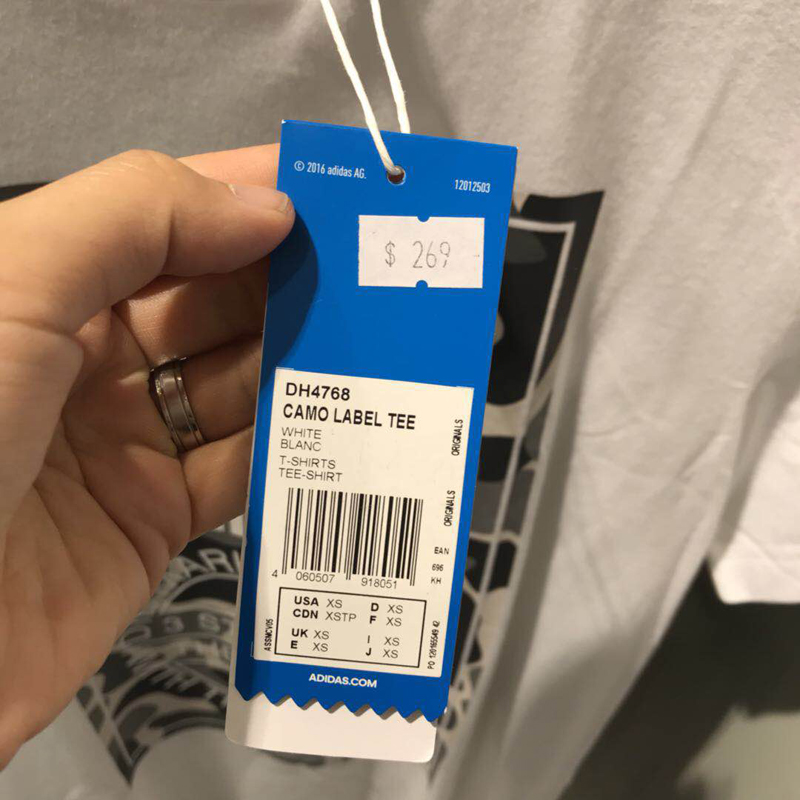 © 2016 adidas AG.
12012503
$ 269
DH4768
CAMO LABEL TEE
WHITE
BLANC
T-SHIRTS
TEE-SHIRT
ORIGINALS
ORIGINALS
EAN
696
KH
4 060507 918051
USA XS D XS
CDN XSTP F XS
UK XS I XS
E XS J XS
ASSMCV05
ADIDAS.COM